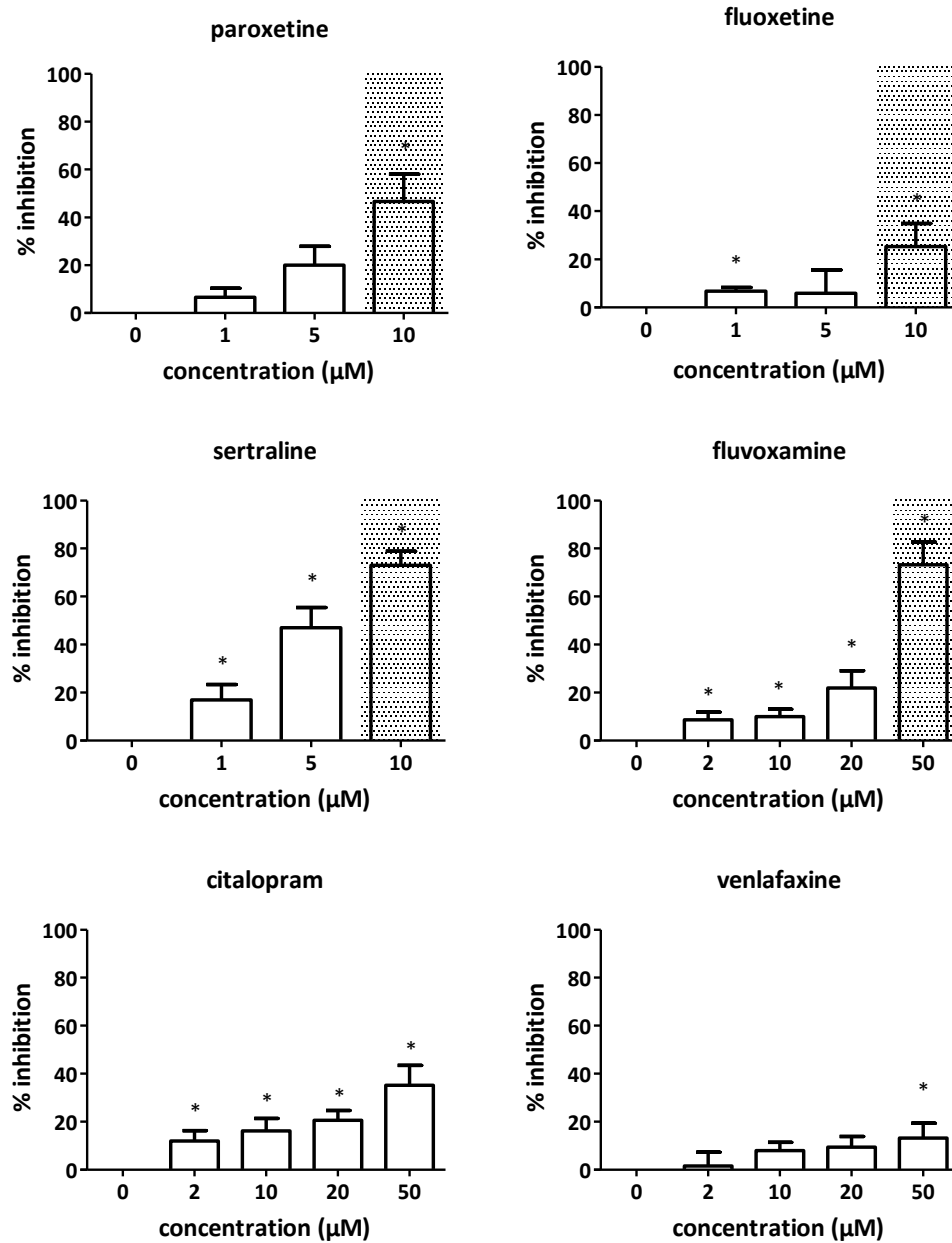 paroxetine
100
80
60
40
20
0
% inhibition
*
0 1 5 10
concentration (µM)
fluoxetine
100
80
60
40
20
0
% inhibition
* *
0 1 5 10
concentration (µM)
sertraline
100
80
60
40
20
0
% inhibition
* * *
0 1 5 10
concentration (µM)
fluvoxamine
100
80
60
40
20
0
% inhibition
* * * *
0 2 10 20 50
concentration (µM)
citalopram
100
80
60
40
20
0
% inhibition
* * * *
0 2 10 20 50
concentration (µM)
venlafaxine
100
80
60
40
20
0
% inhibition
*
0 2 10 20 50
concentration (µM)